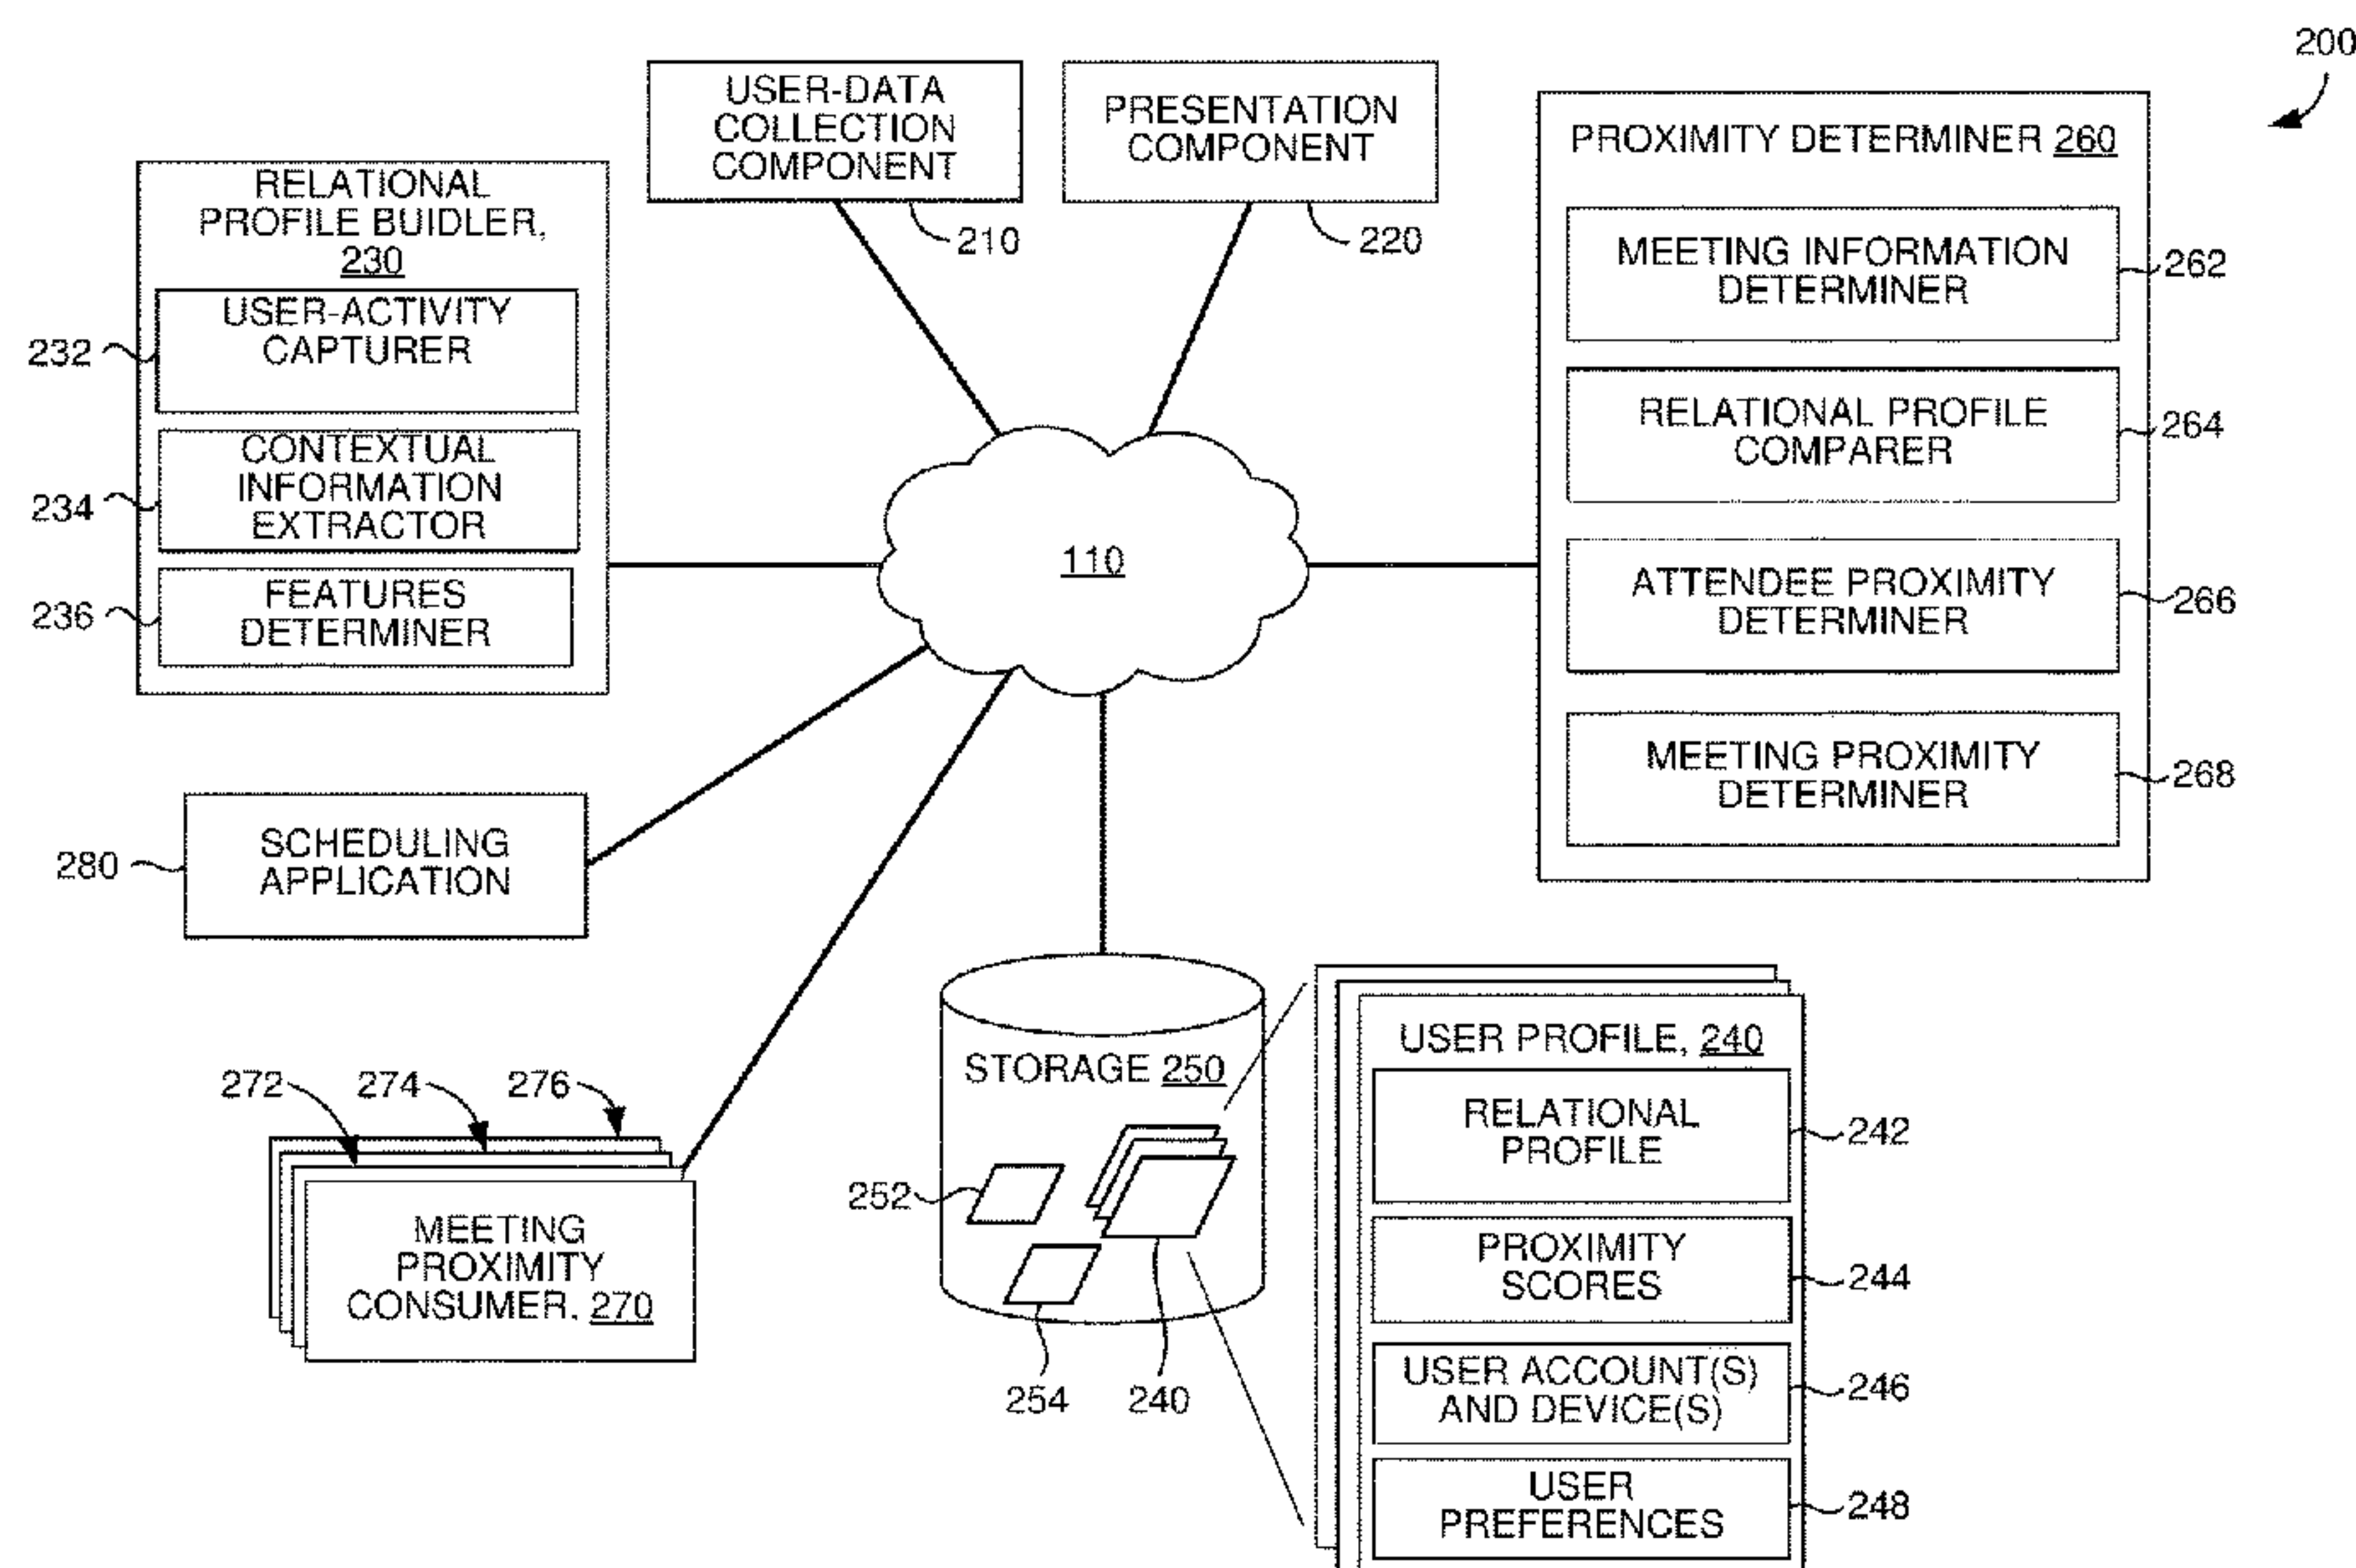 200
USER-DATA
COLLECTION
COMPONENT
210
PRESENTATION
COMPONENT
220
RELATIONAL
PROFILE BUIDLER,
230
USER-ACTIVITY
CAPTURER
232
CONTEXTUAL
INFORMATION
EXTRACTOR
234
FEATURES
DETERMINER
236
PROXIMITY DETERMINER 260
MEETING INFORMATION
DETERMINER
262
RELATIONAL PROFILE
COMPARER
264
ATTENDEE PROXIMITY
DETERMINER
266
MEETING PROXIMITY
DETERMINER
268
110
SCHEDULING
APPLICATION
280
272
274
276
MEETING
PROXIMITY
CONSUMER, 270
STORAGE 250
252
254
240
USER PROFILE, 240
RELATIONAL
PROFILE
242
PROXIMITY
SCORES
244
USER ACCOUNT(S)
AND DEVICE(S)
246
USER
PREFERENCES
248